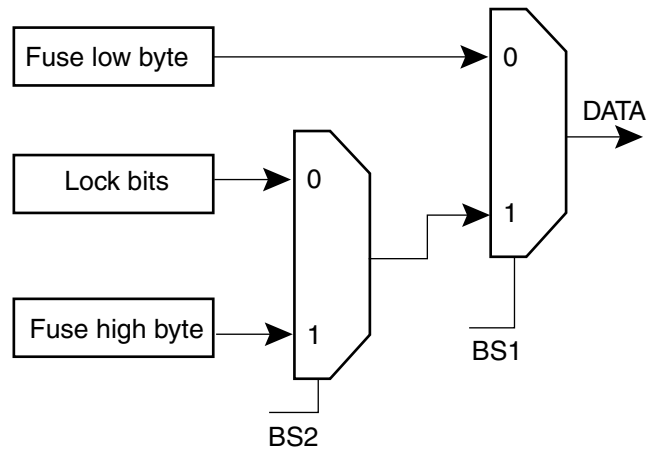 Fuse low byte
0
DATA
Lock bits
0
1
Fuse high byte
1
BS1
BS2